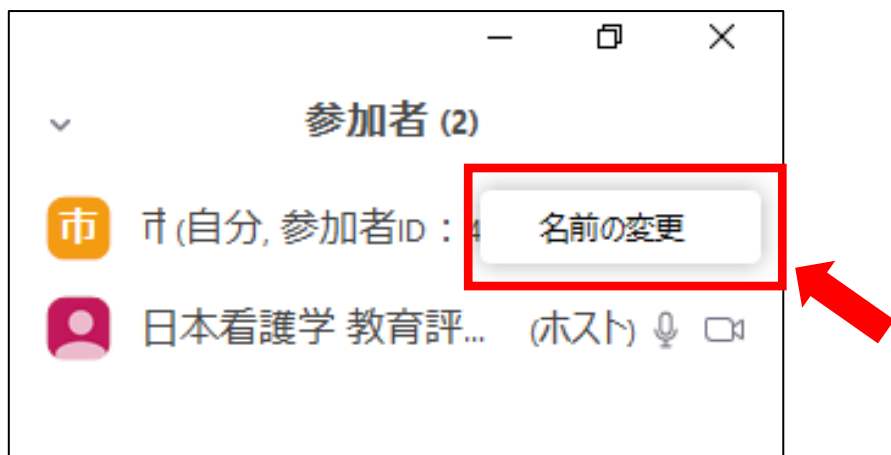 参加者 (2)
市 (自分, 参加者ID : 4 名前の変更
日本看護学 教育評... (ホスト)